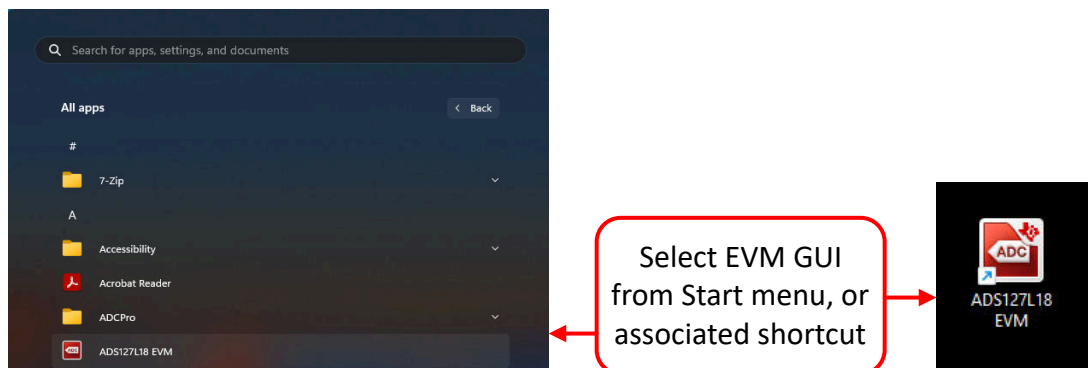 Search for apps, settings, and documents
All apps
Back
#
7-Zip
A
Accessibility
Acrobat Reader
ADCPro
ADS127L18 EVM
Select EVM GUI
from Start menu, or
associated shortcut
ADC
ADS127L18
EVM